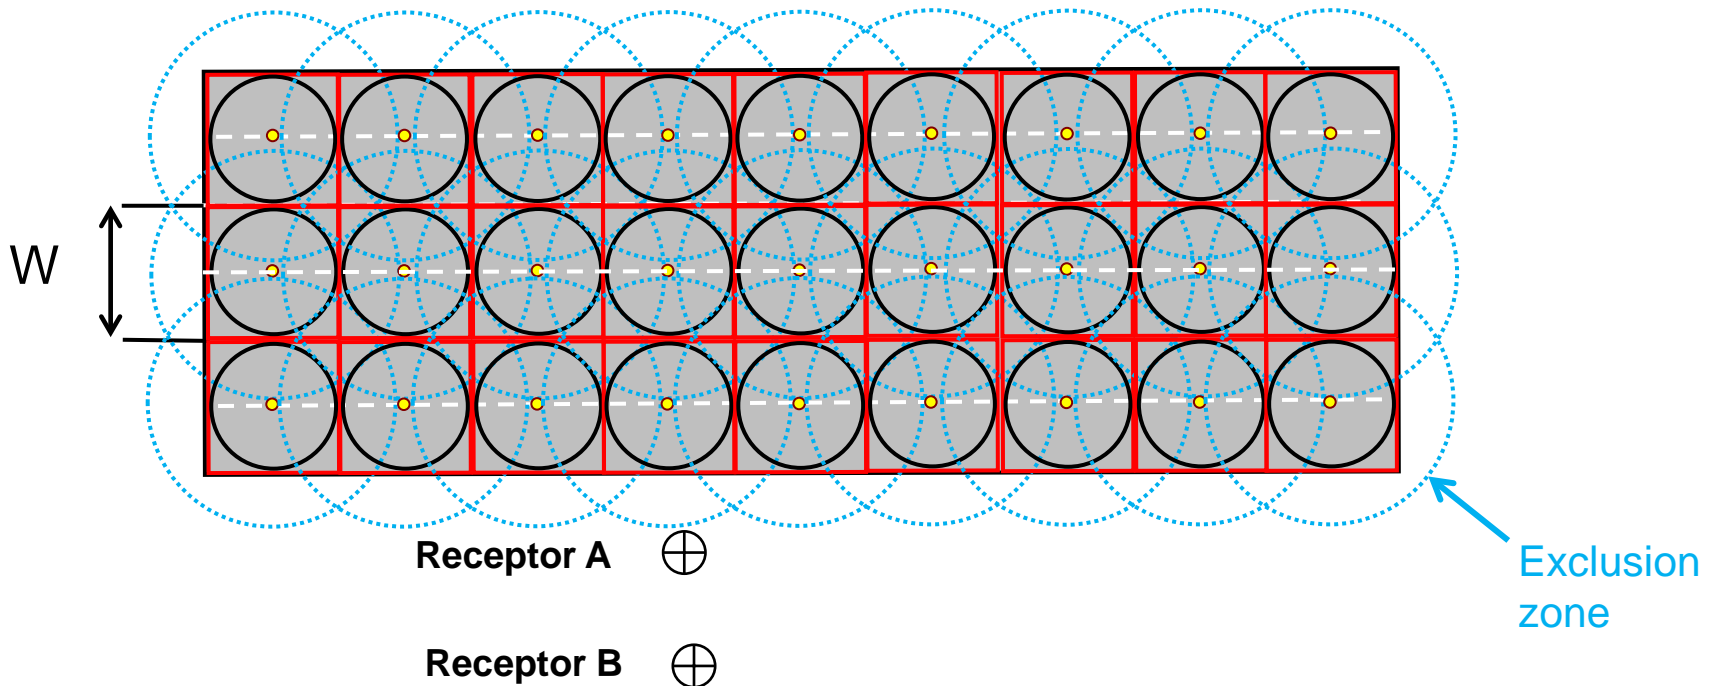 W
Receptor A
Exclusion
zone
Receptor B